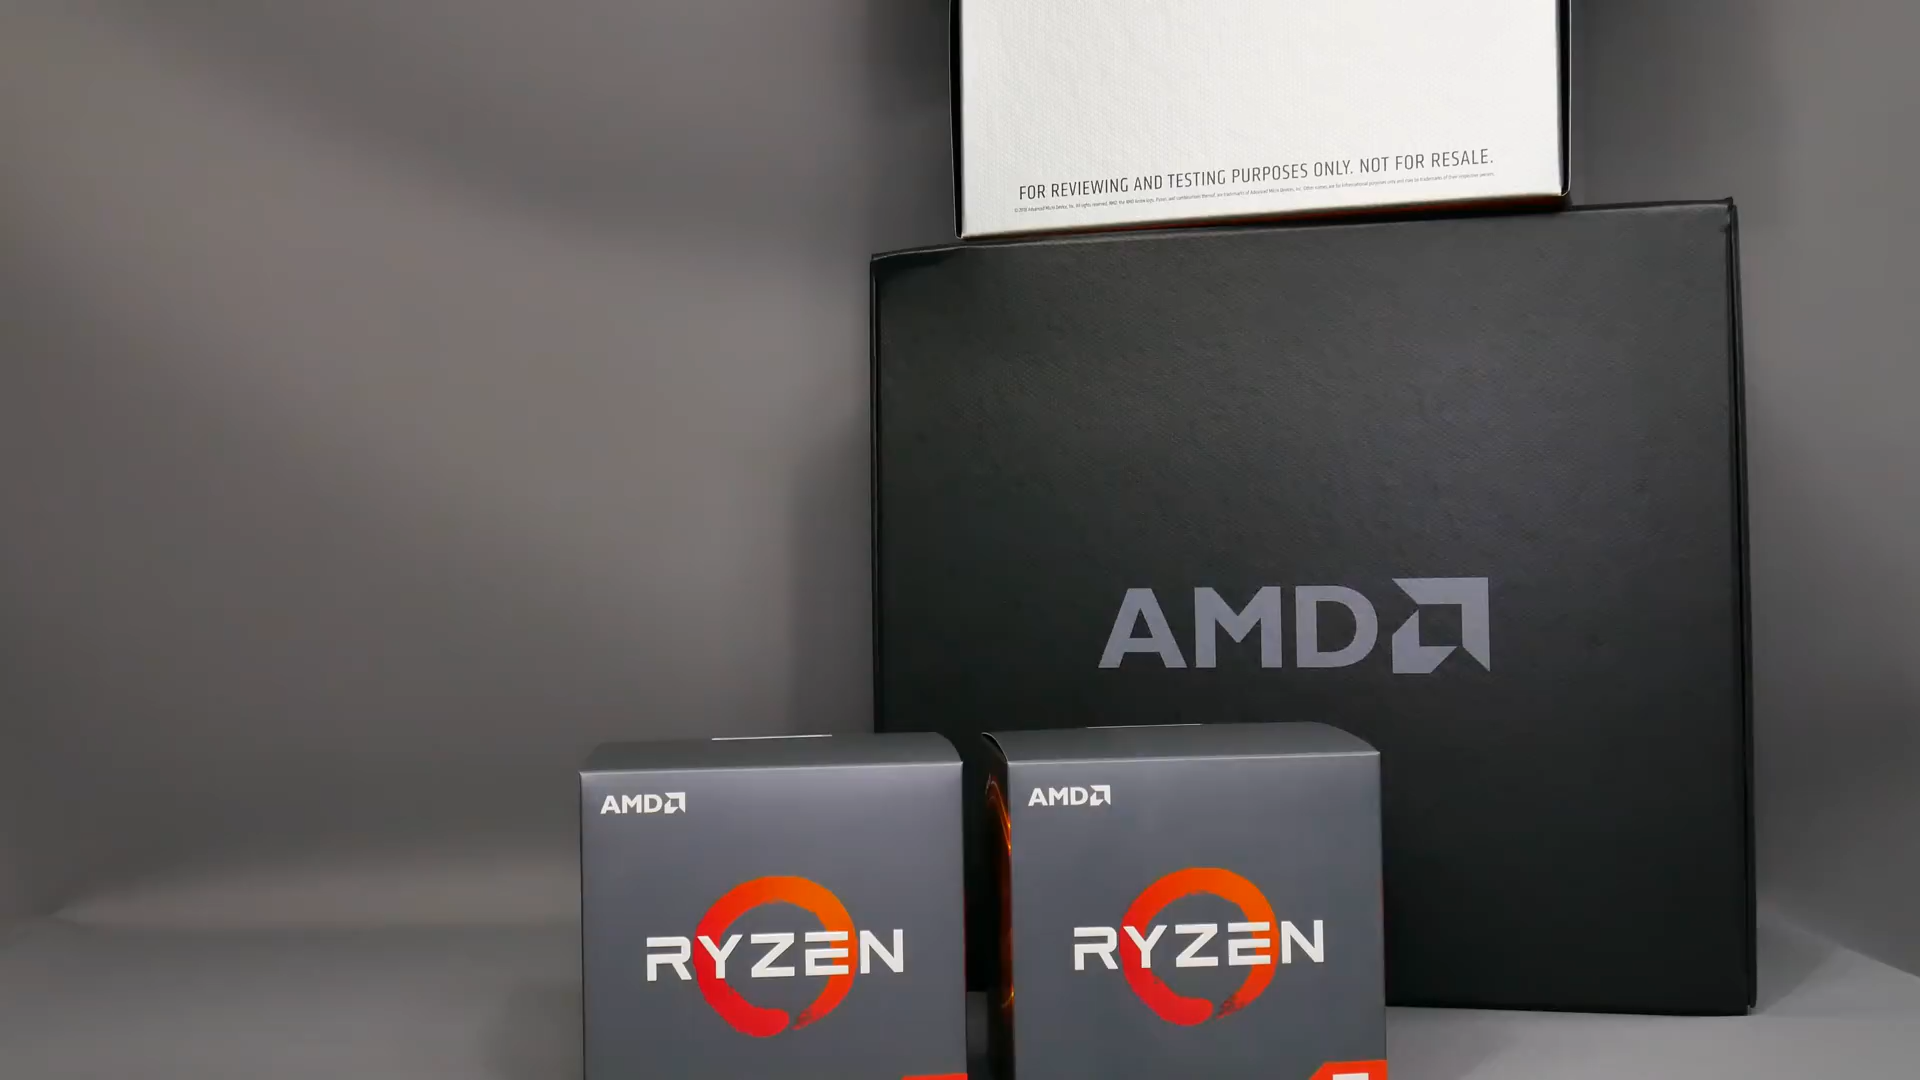 FOR REVIEWING AND TESTING PURPOSES ONLY. NOT FOR RESALE.
AMD
AMD
AMD
RYZEN
RYZEN